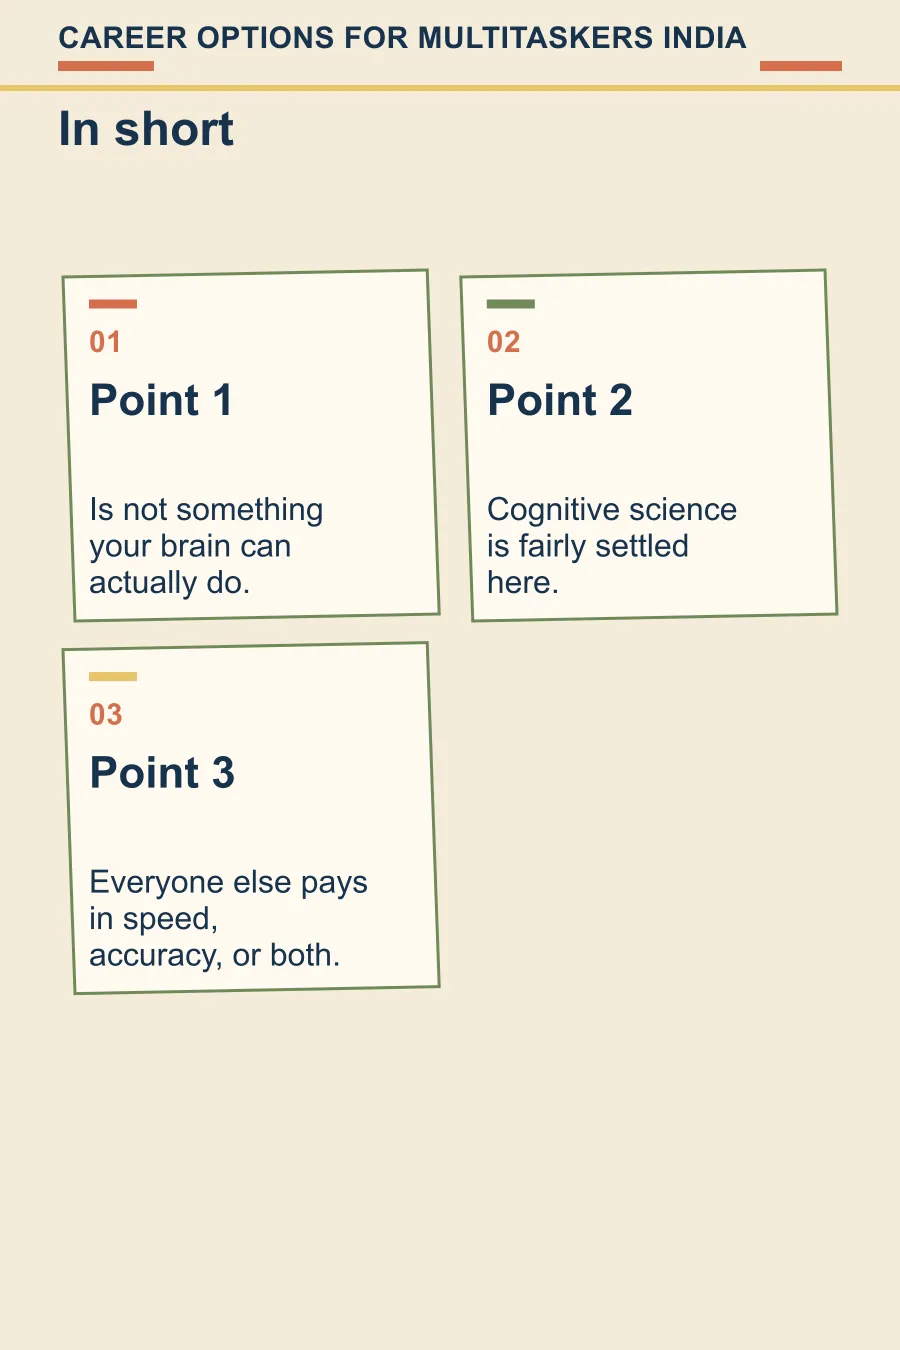 CAREER OPTIONS FOR MULTITASKERS INDIA
In short
01
Point 1
Is not something
your brain can
actually do.
02
Point 2
Cognitive science
is fairly settled
here.
03
Point 3
Everyone else pays
in speed,
accuracy, or both.